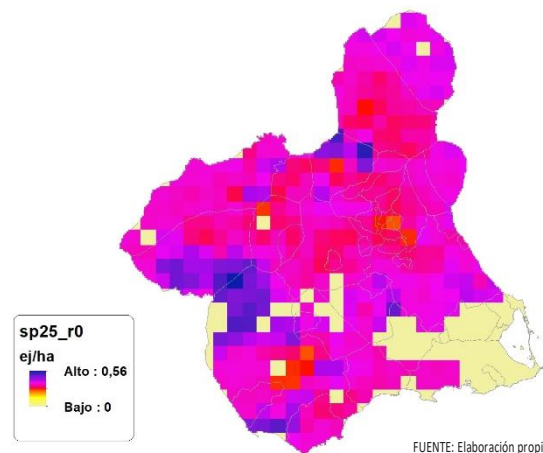 sp25_r0
ej/ha
Alto : 0,56
Bajo : 0
FUENTE: Elaboración propi